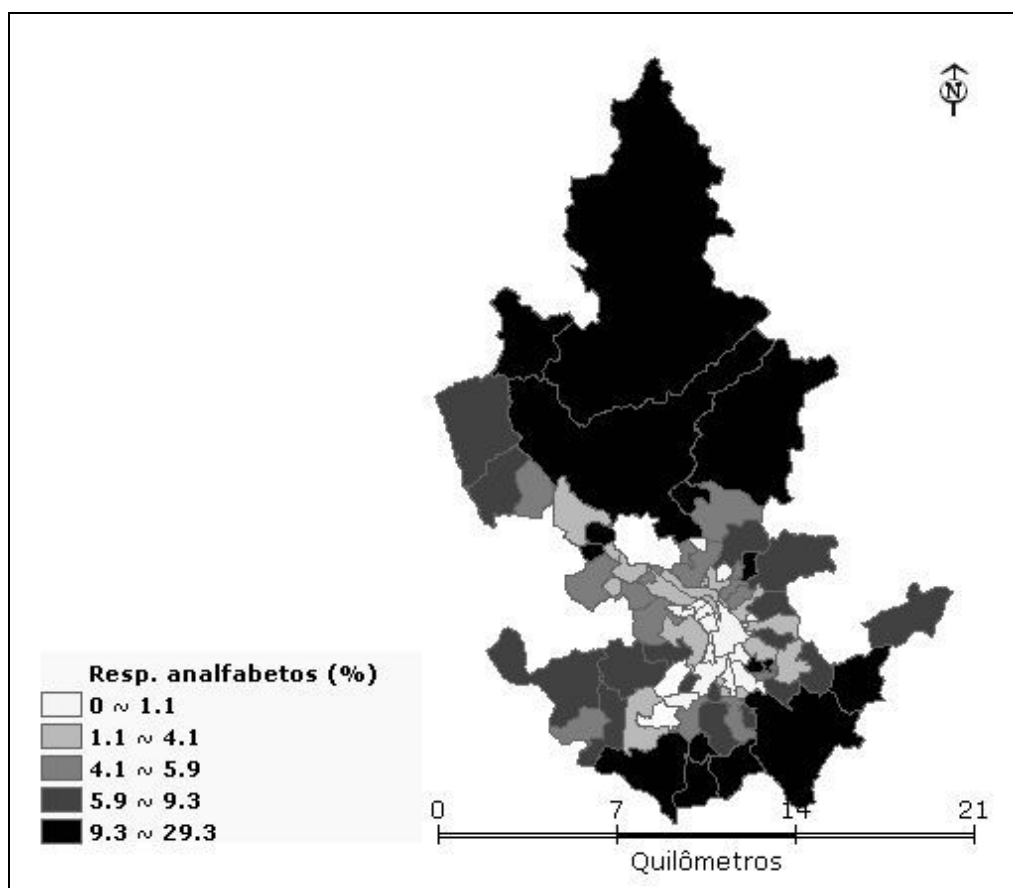 N
Resp. analfabetos (%)
0 ~ 1.1
1.1 ~ 4.1
4.1 ~ 5.9
5.9 ~ 9.3
9.3 ~ 29.3
0 7 14 21
Quilômetros